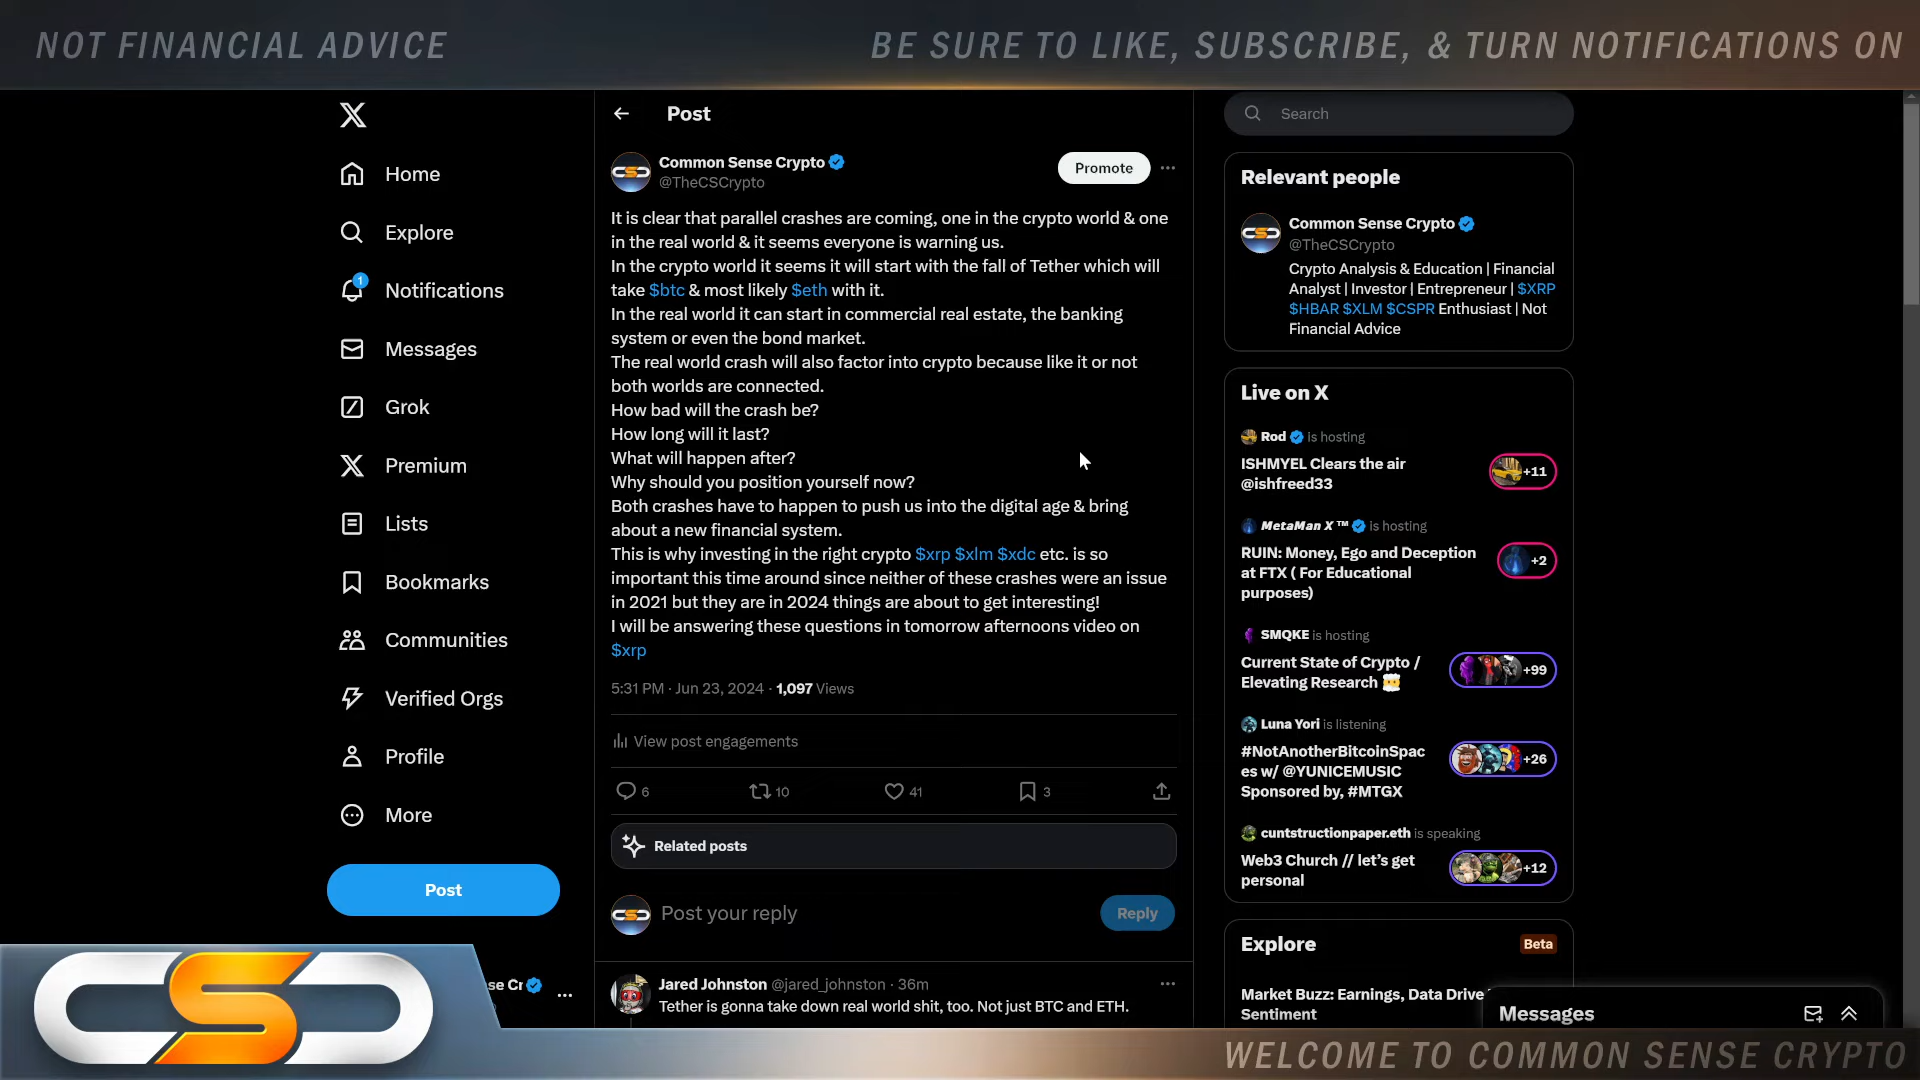 NOT FINANCIAL ADVICE
BE SURE TO LIKE, SUBSCRIBE, & TURN NOTIFICATIONS ON
Home
Explore
1
Notifications
Messages
Grok
Premium
Lists
Bookmarks
Communities
Verified Orgs
Profile
More
Post
se Cr
Post
Common Sense Crypto
@TheCSCrypto
Promote
It is clear that parallel crashes are coming, one in the crypto world & one
in the real world & it seems everyone is warning us.
In the crypto world it seems it will start with the fall of Tether which will
take $btc & most likely $eth with it.
In the real world it can start in commercial real estate, the banking
system or even the bond market.
The real world crash will also factor into crypto because like it or not
both worlds are connected.
How bad will the crash be?
How long will it last?
What will happen after?
Why should you position yourself now?
Both crashes have to happen to push us into the digital age & bring
about a new financial system.
This is why investing in the right crypto $xrp $xlm $xdc etc. is so
important this time around since neither of these crashes were an issue
in 2021 but they are in 2024 things are about to get interesting!
I will be answering these questions in tomorrow afternoons video on
$xrp
5:31 PM · Jun 23, 2024 · 1,097 Views
View post engagements
6
10
41
3
Related posts
Post your reply
Reply
Jared Johnston @jared_johnston · 36m
Tether is gonna take down real world shit, too. Not just BTC and ETH.
Search
Relevant people
Common Sense Crypto
@TheCSCrypto
Crypto Analysis & Education | Financial
Analyst | Investor | Entrepreneur | $XRP
$HBAR $XLM $CSPR Enthusiast | Not
Financial Advice
Live on X
Rod is hosting
ISHMYEL Clears the air
@ishfreed33
+11
MetaMan X ™ is hosting
RUIN: Money, Ego and Deception
at FTX ( For Educational
purposes)
+2
SMQKE is hosting
Current State of Crypto /
Elevating Research
+99
Luna Yori is listening
#NotAnotherBitcoinSpac
es w/ @YUNICEMUSIC
Sponsored by, #MTGX
+26
cuntstructionpaper.eth is speaking
Web3 Church // let's get
personal
+12
Explore
Beta
Market Buzz: Earnings, Data Drive
Sentiment
Messages
CSC
WELCOME TO COMMON SENSE CRYPTO